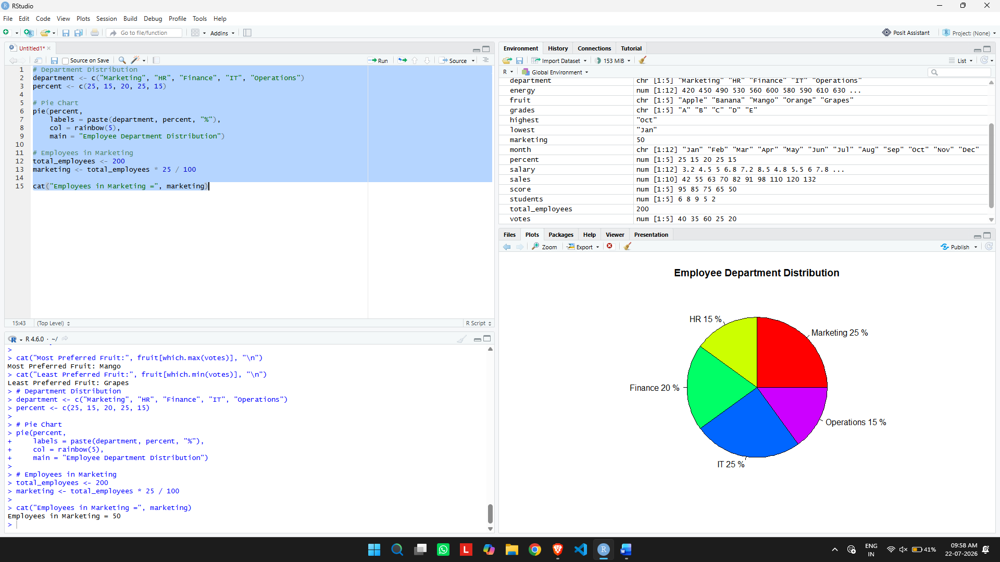 RStudio
File Edit Code View Plots Session Build Debug Profile Tools Help
Go to file/function Addins Posit Assistant Project: (None)
Untitled1*
Source on Save Run Source
1 # Department Distribution
2 department <- c("Marketing", "HR", "Finance", "IT", "Operations")
3 percent <- c(25, 15, 20, 25, 15)
4
5 # Pie Chart
6 pie(percent,
7 labels = paste(department, percent, "%"),
8 col = rainbow(5),
9 main = "Employee Department Distribution")
10
11 # Employees in Marketing
12 total_employees <- 200
13 marketing <- total_employees * 25 / 100
14
15 cat("Employees in Marketing =", marketing)
15:43 (Top Level) R Script
R 4.6.0 · ~/
>
> cat("Most Preferred Fruit:", fruit[which.max(votes)], "\n")
Most Preferred Fruit: Mango
> cat("Least Preferred Fruit:", fruit[which.min(votes)], "\n")
Least Preferred Fruit: Grapes
> # Department Distribution
> department <- c("Marketing", "HR", "Finance", "IT", "Operations")
> percent <- c(25, 15, 20, 25, 15)
>
> # Pie Chart
> pie(percent,
+ labels = paste(department, percent, "%"),
+ col = rainbow(5),
+ main = "Employee Department Distribution")
>
> # Employees in Marketing
> total_employees <- 200
> marketing <- total_employees * 25 / 100
>
> cat("Employees in Marketing =", marketing)
Employees in Marketing = 50
>
Environment History Connections Tutorial
Import Dataset 153 MiB List
R Global Environment
department chr [1:5] "Marketing" "HR" "Finance" "IT" "Operations"
energy num [1:12] 420 450 490 530 560 600 580 590 610 630 ...
fruit chr [1:5] "Apple" "Banana" "Mango" "Orange" "Grapes"
grades chr [1:5] "A" "B" "C" "D" "E"
highest "Oct"
lowest "Jan"
marketing 50
month chr [1:12] "Jan" "Feb" "Mar" "Apr" "May" "Jun" "Jul" "Aug" "Sep" "Oct" "Nov" "Dec"
percent num [1:5] 25 15 20 25 15
salary num [1:12] 3.2 4.5 5 6.8 7.2 8.5 4.8 5.5 6 7.8 ...
sales num [1:10] 42 55 63 70 82 91 98 110 120 132
score num [1:5] 95 85 75 65 50
students num [1:5] 6 8 9 5 2
total_employees 200
votes num [1:5] 40 35 60 25 20
Files Plots Packages Help Viewer Presentation
Zoom Export Publish
Employee Department Distribution
HR 15 %
Marketing 25 %
Finance 20 %
Operations 15 %
IT 25 %
ENG
IN
41%
09:58 AM
22-07-2026